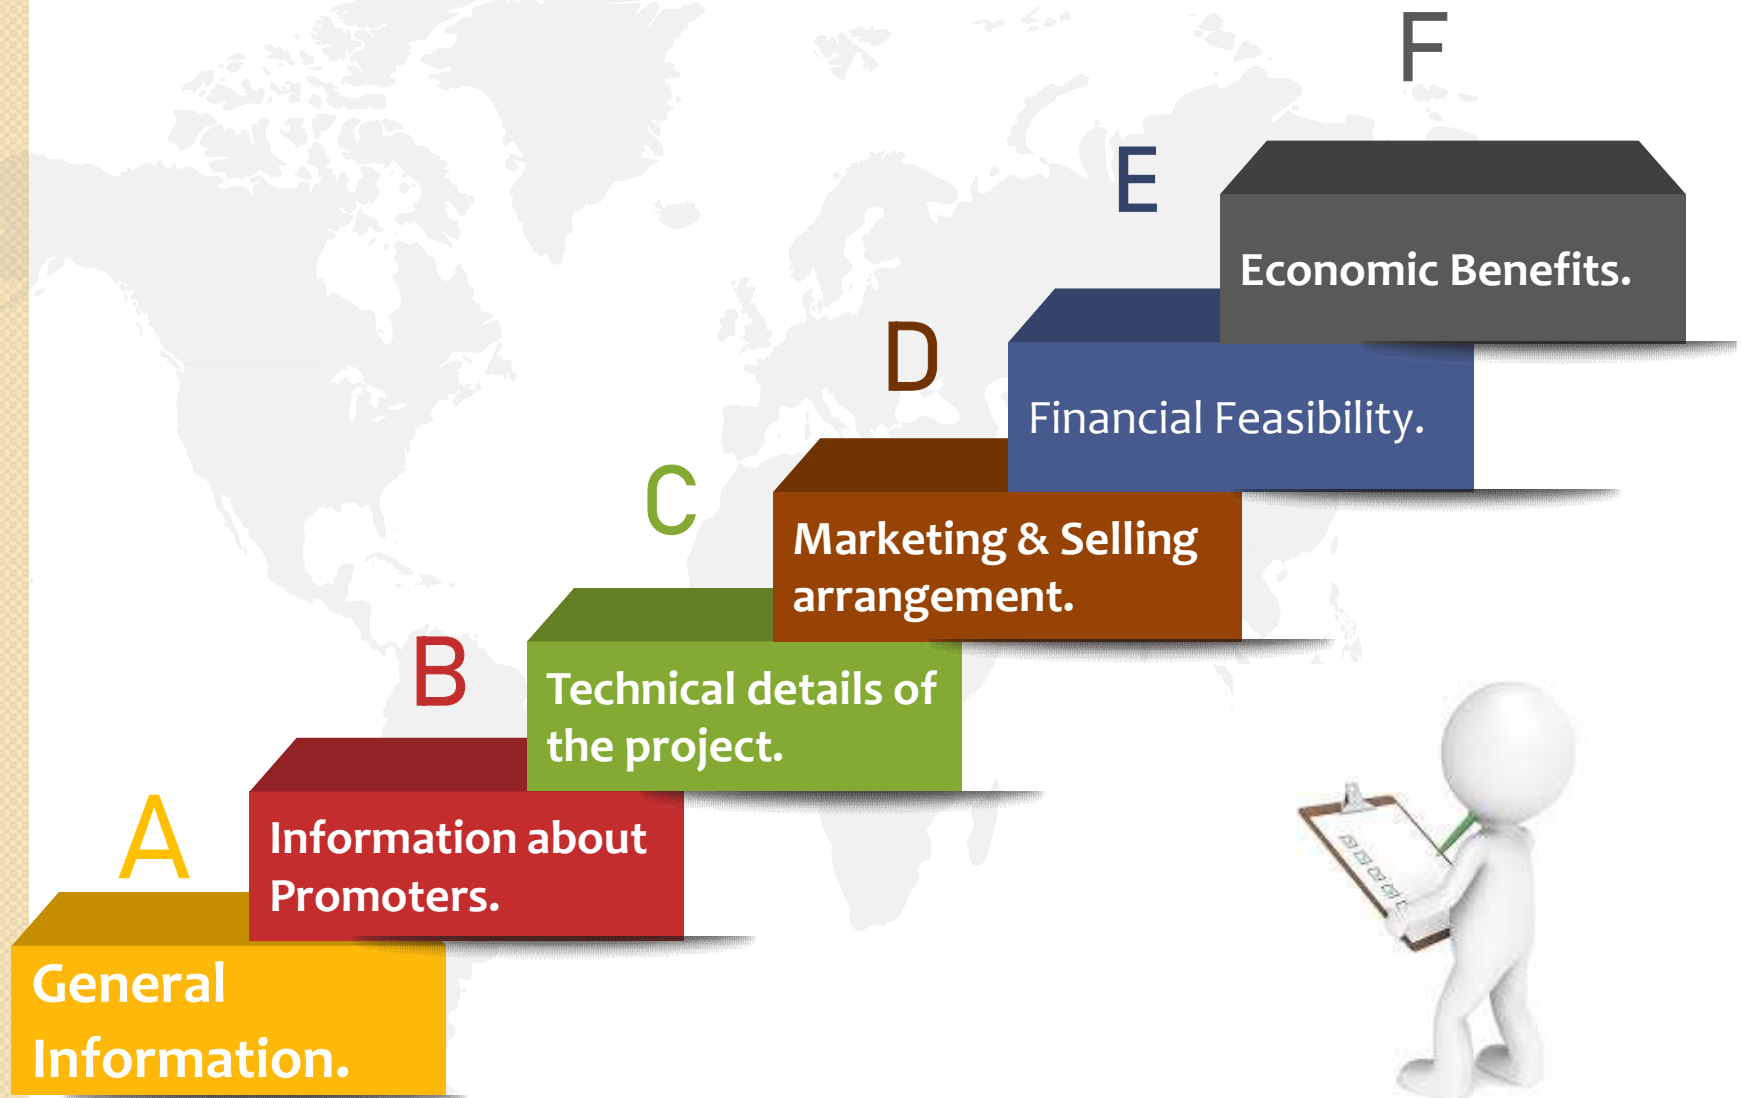 A
General
Information.
B
Information about
Promoters.
C
Technical details of
the project.
D
Marketing & Selling
arrangement.
E
Financial Feasibility.
F
Economic Benefits.